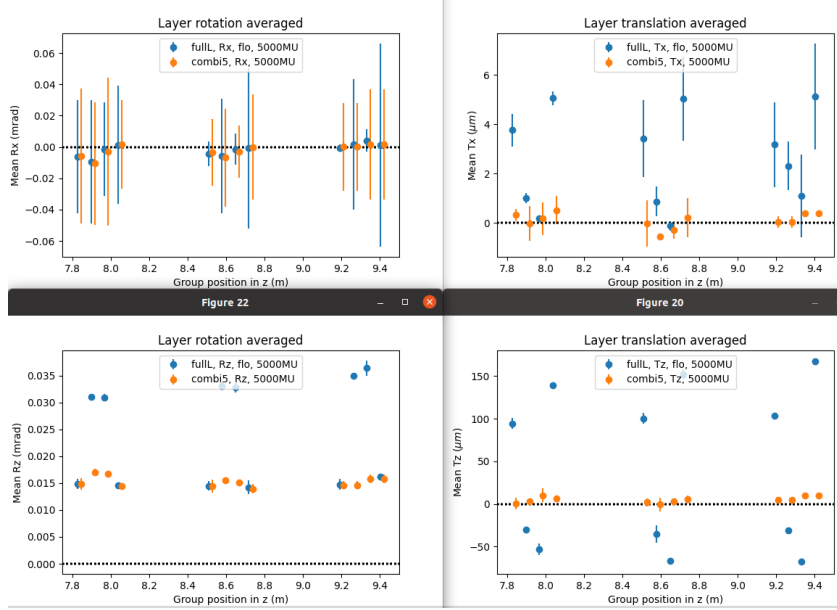 Layer rotation averaged
fullL, Rx, flo, 5000MU
combi5, Rx, 5000MU
Mean Rx (mrad)
0.06
0.04
0.02
0.00
−0.02
−0.04
−0.06
7.8 8.0 8.2 8.4 8.6 8.8 9.0 9.2 9.4
Group position in z (m)
Layer translation averaged
fullL, Tx, flo, 5000MU
combi5, Tx, 5000MU
Mean Tx (μm)
6
4
2
0
7.8 8.0 8.2 8.4 8.6 8.8 9.0 9.2 9.4
Group position in z (m)
Figure 22
Figure 20
Layer rotation averaged
fullL, Rz, flo, 5000MU
combi5, Rz, 5000MU
Mean Rz (mrad)
0.035
0.030
0.025
0.020
0.015
0.010
0.005
0.000
7.8 8.0 8.2 8.4 8.6 8.8 9.0 9.2 9.4
Group position in z (m)
Layer translation averaged
fullL, Tz, flo, 5000MU
combi5, Tz, 5000MU
Mean Tz (μm)
150
100
50
0
−50
7.8 8.0 8.2 8.4 8.6 8.8 9.0 9.2 9.4
Group position in z (m)